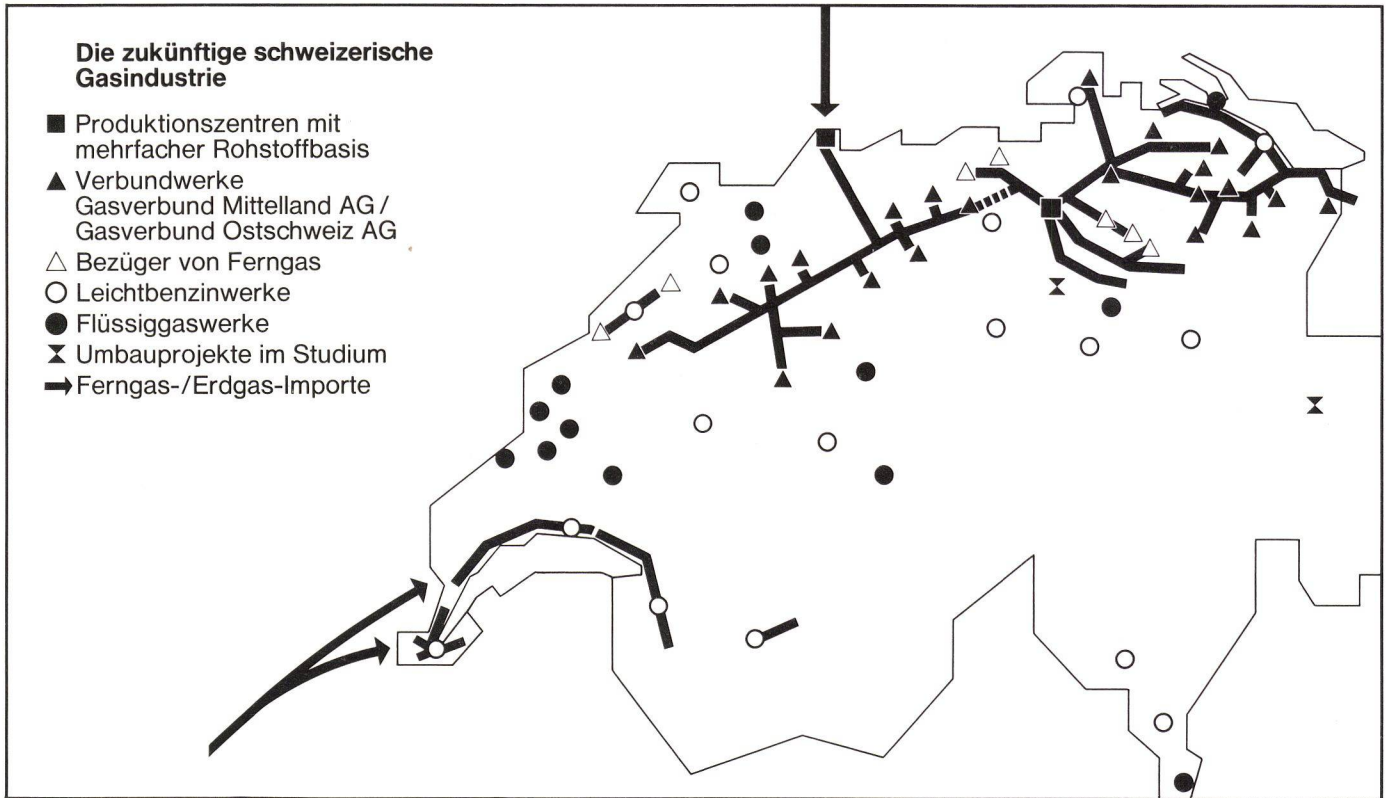 Die zukünftige schweizerische
Gasindustrie
Produktionszentren mit
mehrfacher Rohstoffbasis
Verbundwerke
Gasverbund Mittelland AG /
Gasverbund Ostschweiz AG
Bezüger von Ferngas
Leichtbenzinwerke
Flüssiggaswerke
Umbauprojekte im Studium
Ferngas-/Erdgas-Importe